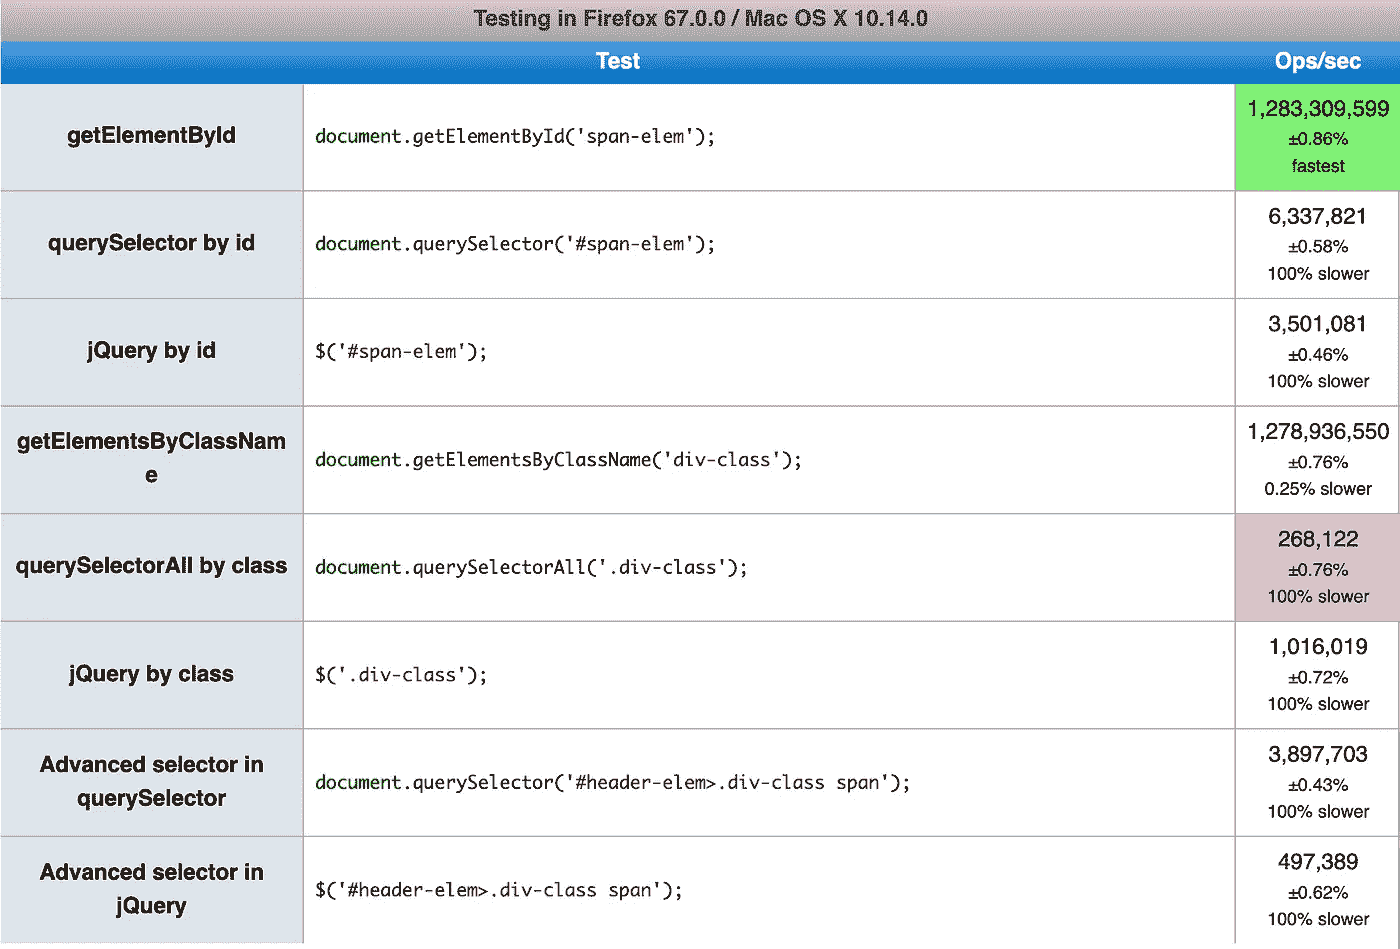 Testing in Firefox 67.0.0 / Mac OS X 10.14.0
Test Ops/sec
getElementById
document.getElementById('span-elem');
1,283,309,599
±0.86%
fastest
querySelector by id
document.querySelector('#span-elem');
6,337,821
±0.58%
100% slower
jQuery by id
$('#span-elem');
3,501,081
±0.46%
100% slower
getElementsByClassNam
e
document.getElementsByClassName('div-class');
1,278,936,550
±0.76%
0.25% slower
querySelectorAll by class
document.querySelectorAll('.div-class');
268,122
±0.76%
100% slower
jQuery by class
$('.div-class');
1,016,019
±0.72%
100% slower
Advanced selector in
querySelector
document.querySelector('#header-elem>.div-class span');
3,897,703
±0.43%
100% slower
Advanced selector in
jQuery
$('#header-elem>.div-class span');
497,389
±0.62%
100% slower